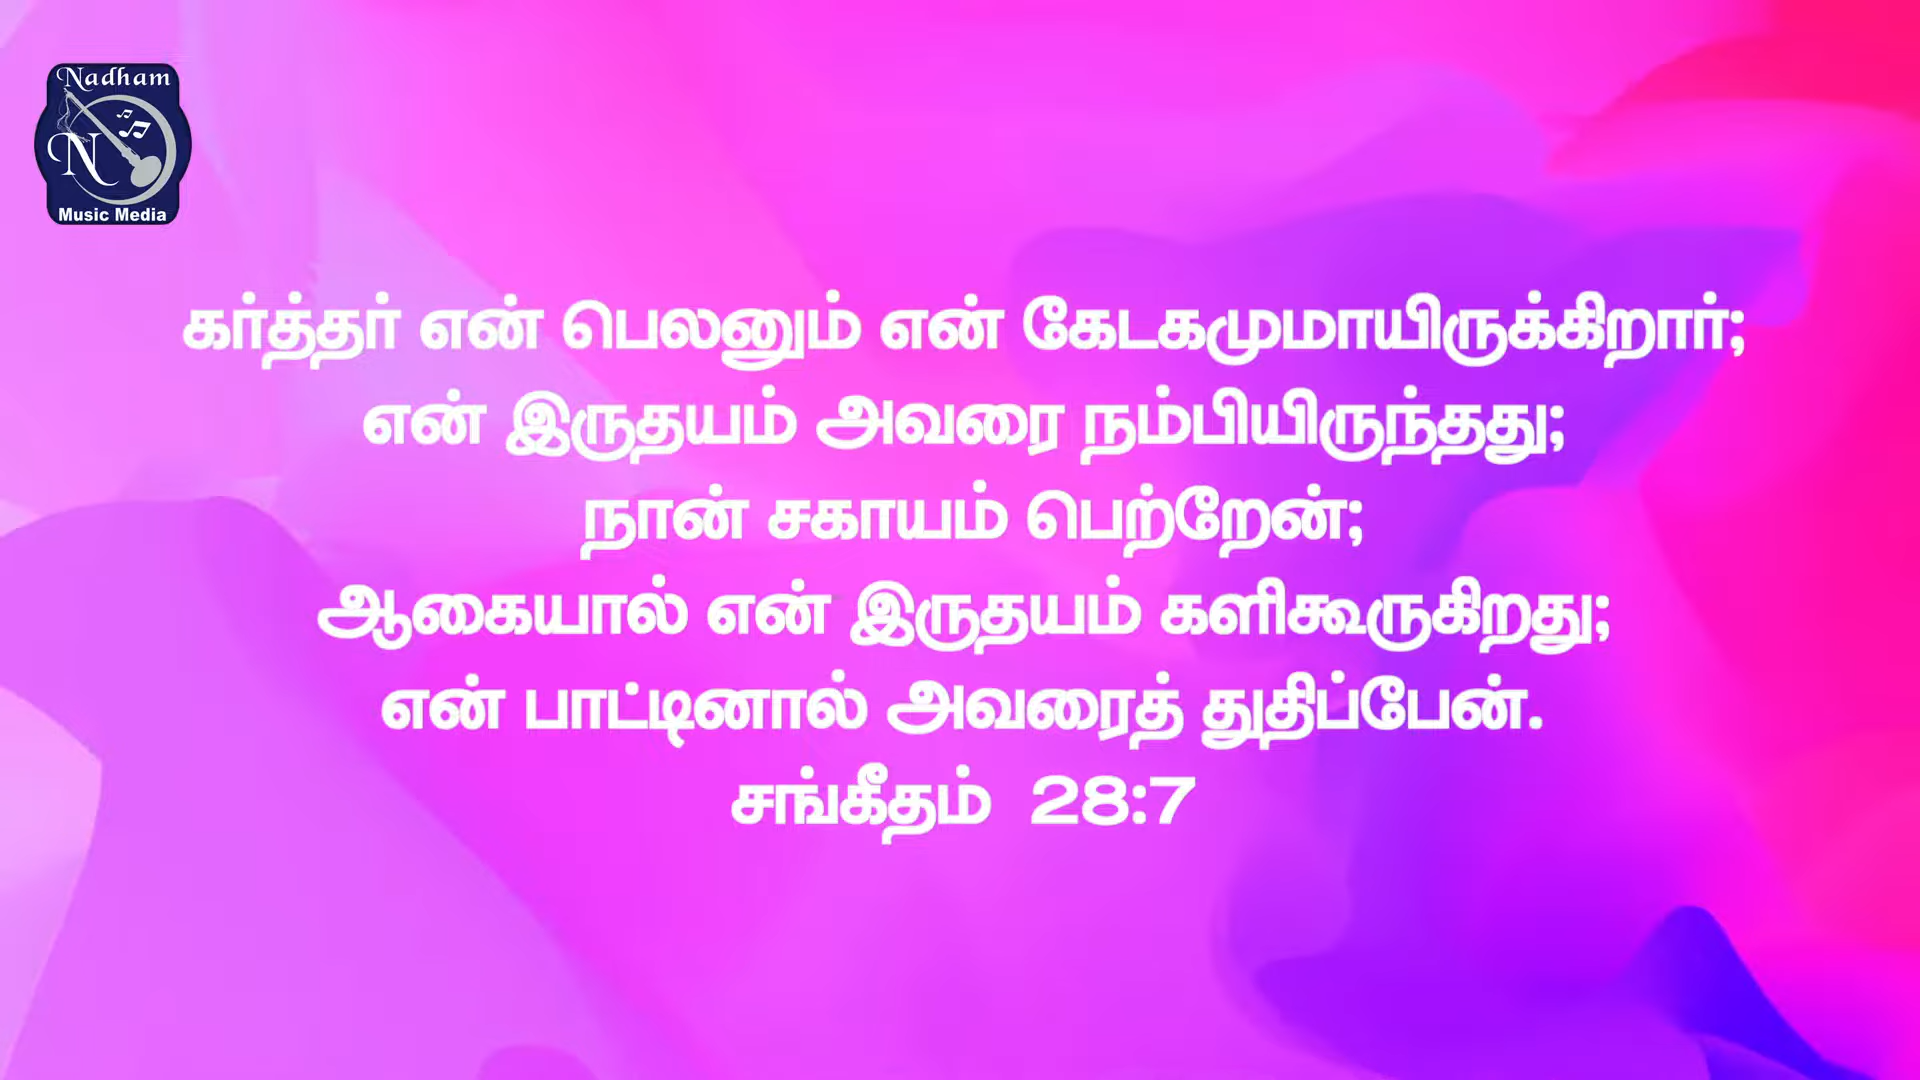 Nadham
N
Music Media
கர்த்தர் என் பெலனும் என் கேடகமுமாயிருக்கிறார்;
என் இருதயம் அவரை நம்பியிருந்தது;
நான் சகாயம் பெற்றேன்;
ஆகையால் என் இருதயம் களிகூருகிறது;
என் பாட்டினால் அவரைத் துதிப்பேன்.
சங்கீதம் 28:7